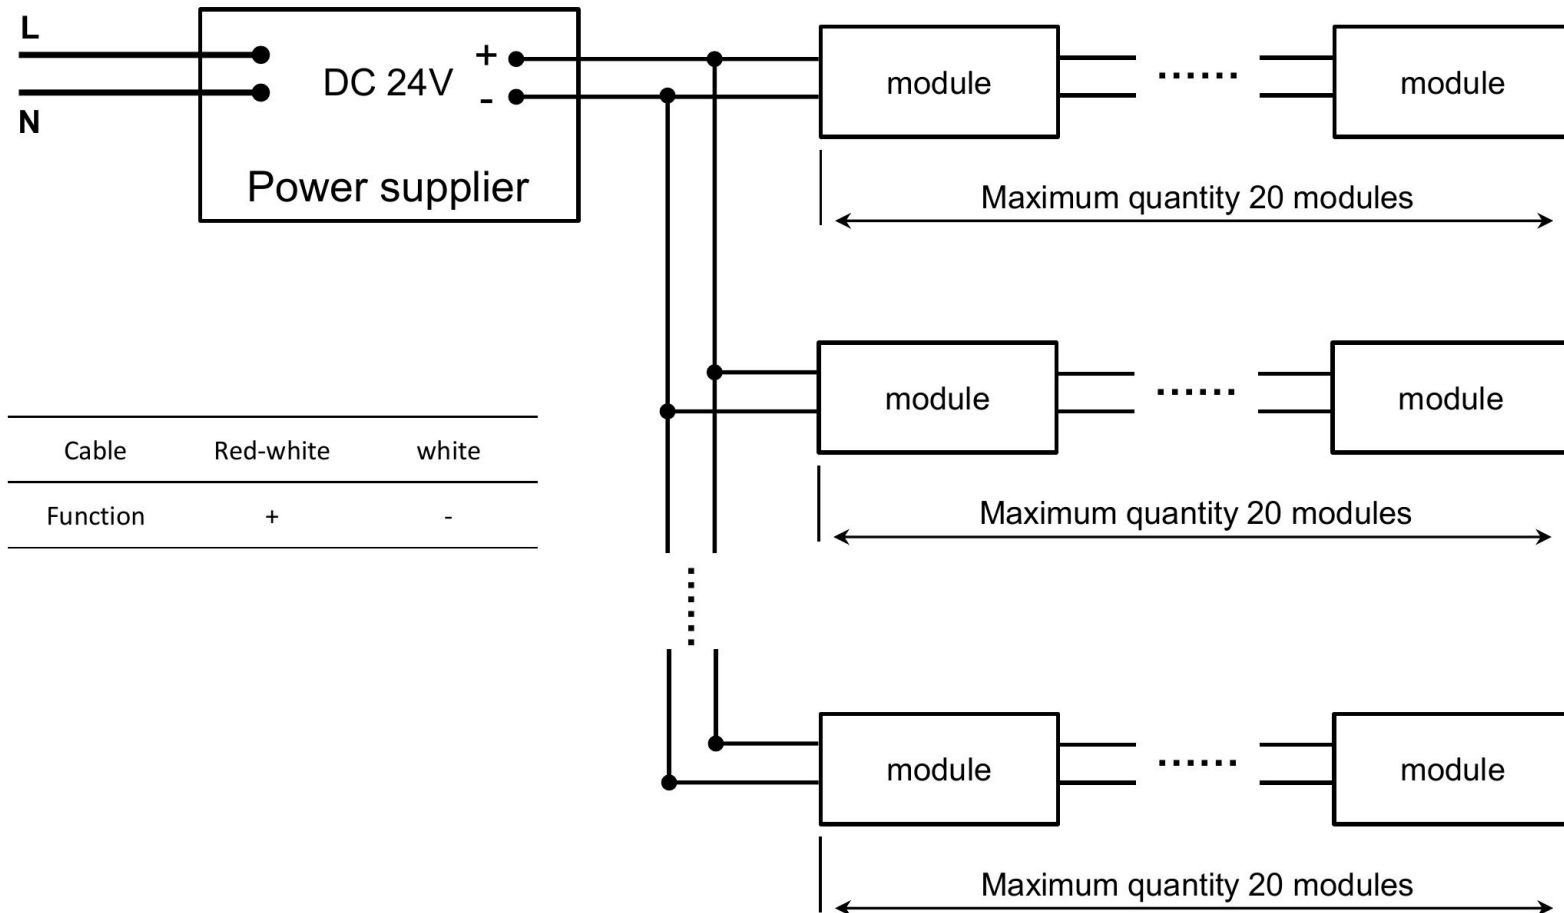 L
N
DC 24V
+
-
Power supplier
module
......
module
Maximum quantity 20 modules
module
......
module
Maximum quantity 20 modules
Cable Red-white white
Function + -
......
module
......
module
Maximum quantity 20 modules